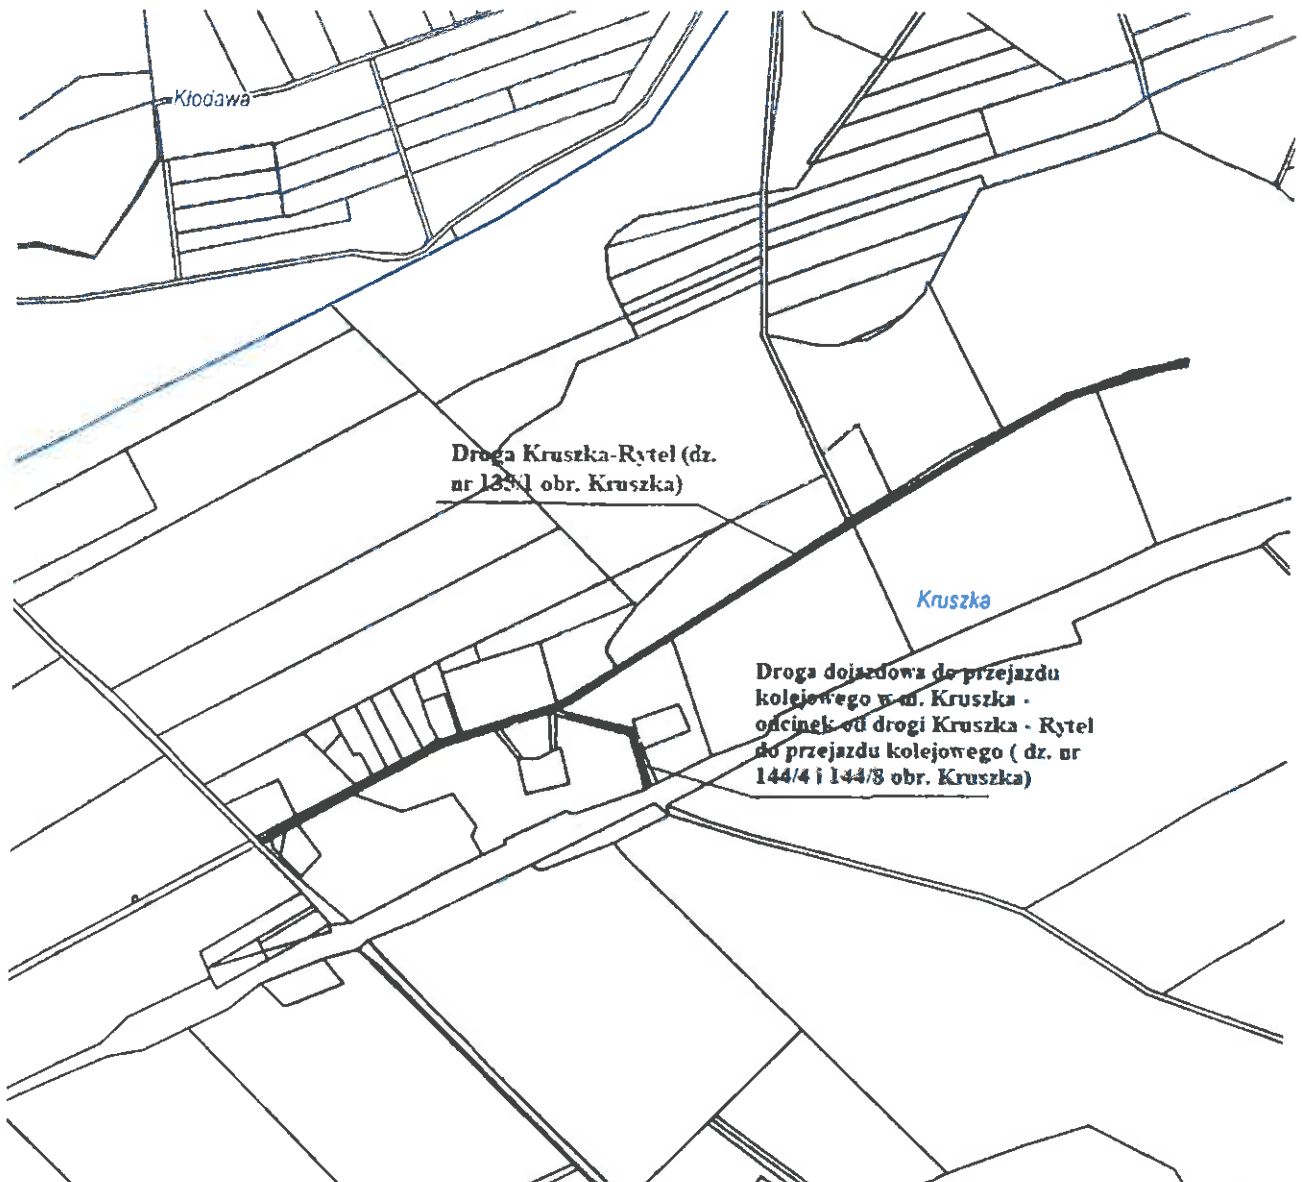 Kłodawa
Droga Kruszka-Rytel (dz.
nr 135/1 obr. Kruszka)
Kruszka
Droga dojazdowa do przejazdu
kolejowego w m. Kruszka -
odcinek od drogi Kruszka - Rytel
do przejazdu kolejowego ( dz. nr
144/4 i 144/8 obr. Kruszka)